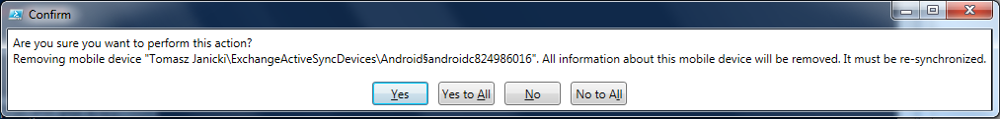 Confirm
Are you sure you want to perform this action?
Removing mobile device "Tomasz Janicki\ExchangeActiveSyncDevices\Android§androidc824986016". All information about this mobile device will be removed. It must be re-synchronized.
Yes Yes to All No No to All